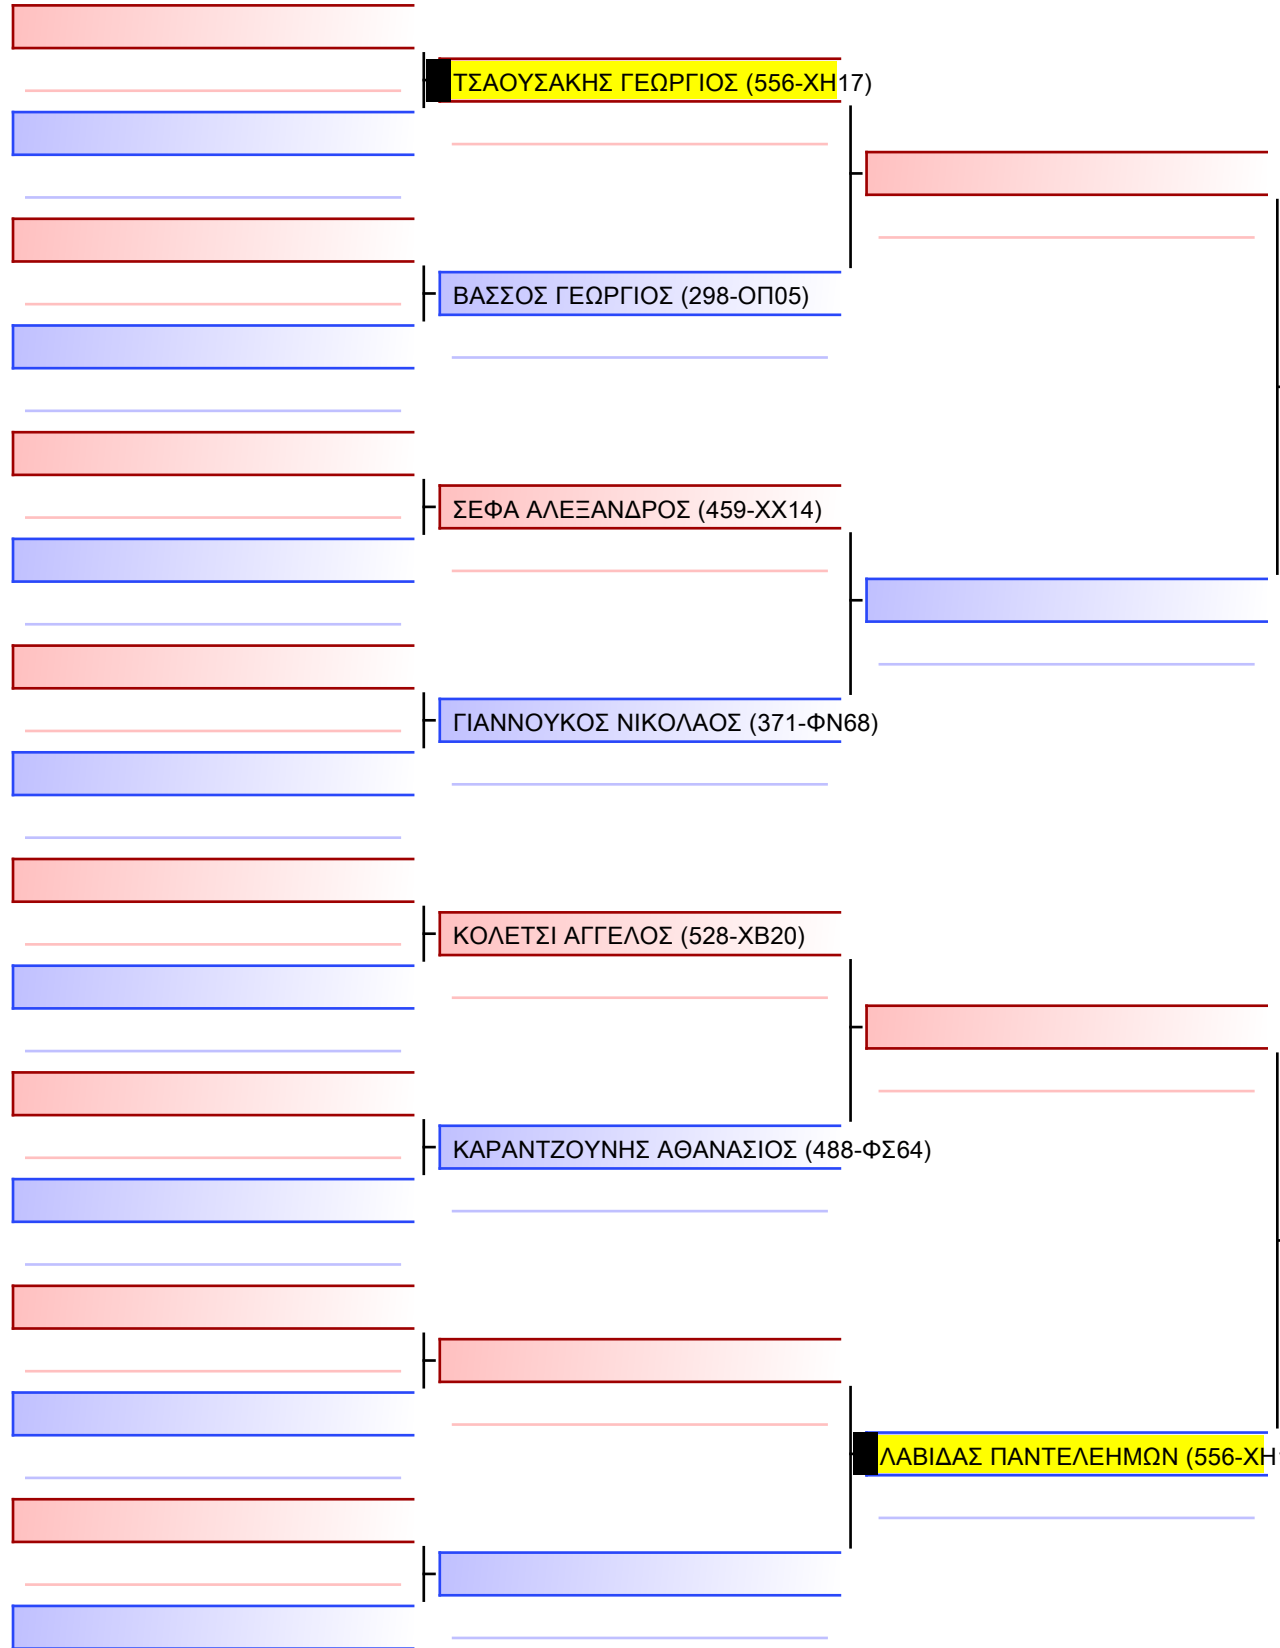 ΤΣΑΟΥΣΑΚΗΣ ΓΕΩΡΓΙΟΣ (556-ΧΗ17)
ΒΑΣΣΟΣ ΓΕΩΡΓΙΟΣ (298-ΟΠ05)
ΣΕΦΑ ΑΛΕΞΑΝΔΡΟΣ (459-ΧΧ14)
ΓΙΑΝΝΟΥΚΟΣ ΝΙΚΟΛΑΟΣ (371-ΦΝ68)
ΚΟΛΕΤΣΙ ΑΓΓΕΛΟΣ (528-ΧΒ20)
ΚΑΡΑΝΤΖΟΥΝΗΣ ΑΘΑΝΑΣΙΟΣ (488-ΦΣ64)
ΛΑΒΙΔΑΣ ΠΑΝΤΕΛΕΗΜΩΝ (556-ΧΗ